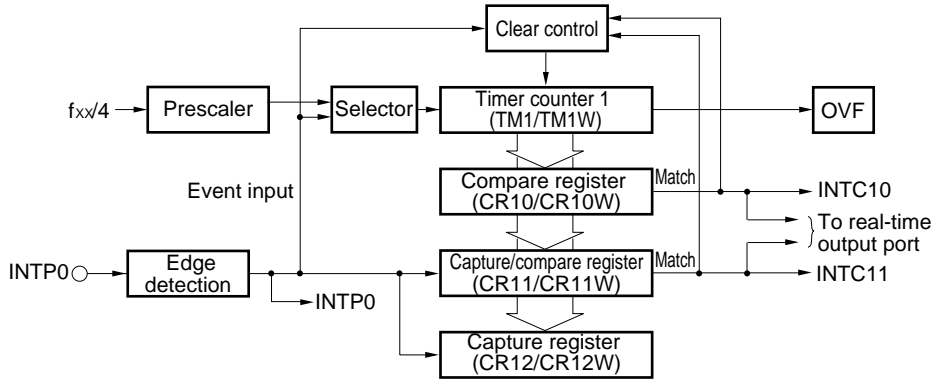 Clear control
fxx/4
Prescaler
Selector
Timer counter 1
(TM1/TM1W)
OVF
Event input
Compare register
(CR10/CR10W)
Match
INTC10
To real-time
output port
INTP0
Edge
detection
INTP0
Capture/compare register
(CR11/CR11W)
Match
INTC11
Capture register
(CR12/CR12W)